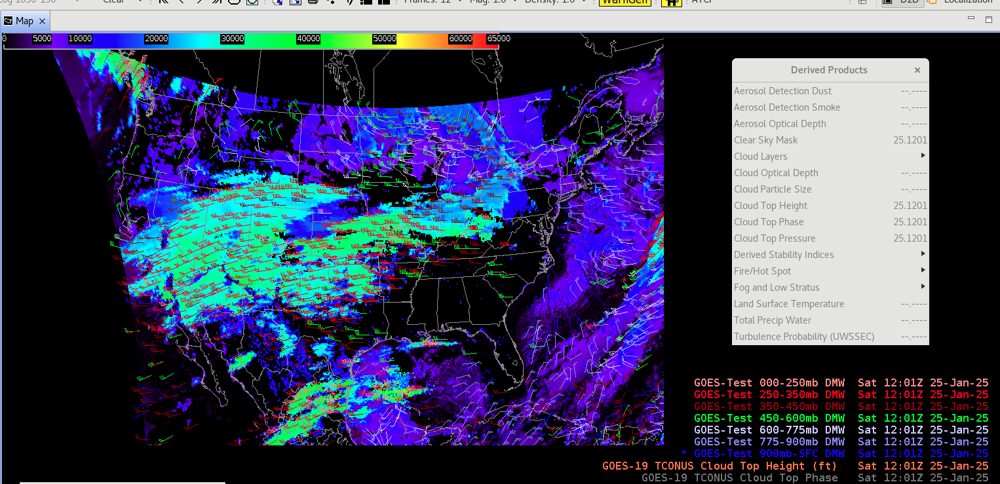 Clear
Frames: 12
Mag: 1.0
Density: 1.0
WarnGen
D2D
Localization
Map
0 5000 10000 20000 30000 40000 50000 60000 65000
Derived Products
Aerosol Detection Dust --.----
Aerosol Detection Smoke --.----
Aerosol Optical Depth --.----
Clear Sky Mask 25.1201
Cloud Layers
Cloud Optical Depth --.----
Cloud Particle Size --.----
Cloud Top Height 25.1201
Cloud Top Phase 25.1201
Cloud Top Pressure 25.1201
Derived Stability Indices
Fire/Hot Spot
Fog and Low Stratus
Land Surface Temperature --.----
Total Precip Water --.----
Turbulence Probability (UWSSEC) --.----
GOES-Test 000-250mb DMW Sat 12:01Z 25-Jan-25
GOES-Test 250-350mb DMW Sat 12:01Z 25-Jan-25
GOES-Test 350-450mb DMW Sat 12:01Z 25-Jan-25
GOES-Test 450-600mb DMW Sat 12:01Z 25-Jan-25
GOES-Test 600-775mb DMW Sat 12:01Z 25-Jan-25
GOES-Test 775-900mb DMW Sat 12:01Z 25-Jan-25
* GOES-Test 900mb-SFC DMW Sat 12:01Z 25-Jan-25
GOES-19 TCONUS Cloud Top Height (ft) Sat 12:01Z 25-Jan-25
GOES-19 TCONUS Cloud Top Phase Sat 12:01Z 25-Jan-25